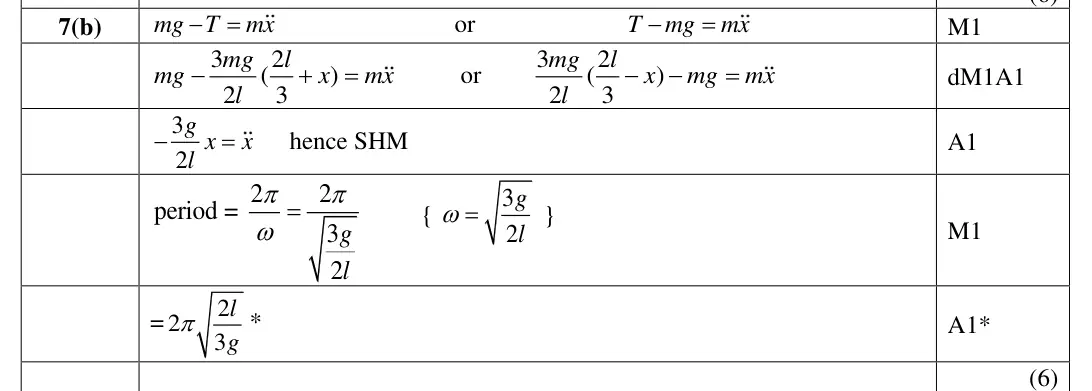 (6)
7(b) mg − T = mẍ or T − mg = mẍ M1
mg − 3mg/2l (2l/3 + x) = mẍ or 3mg/2l (2l/3 − x) − mg = mẍ dM1A1
− 3g/2l x = ẍ hence SHM A1
period = 2π/ω = 2π/√(3g/2l) { ω = √(3g/2l) } M1
= 2π√(2l/3g) * A1*
(6)